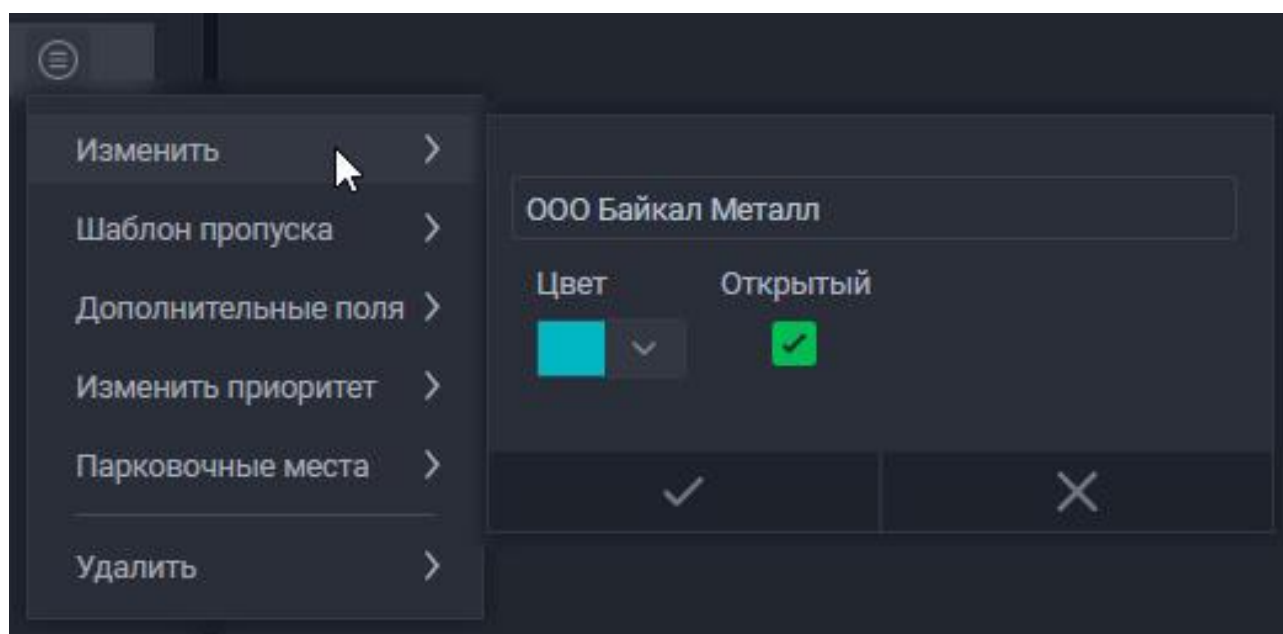 Изменить
Шаблон пропуска
Дополнительные поля
Изменить приоритет
Парковочные места
Удалить
ООО Байкал Металл
Цвет Открытый